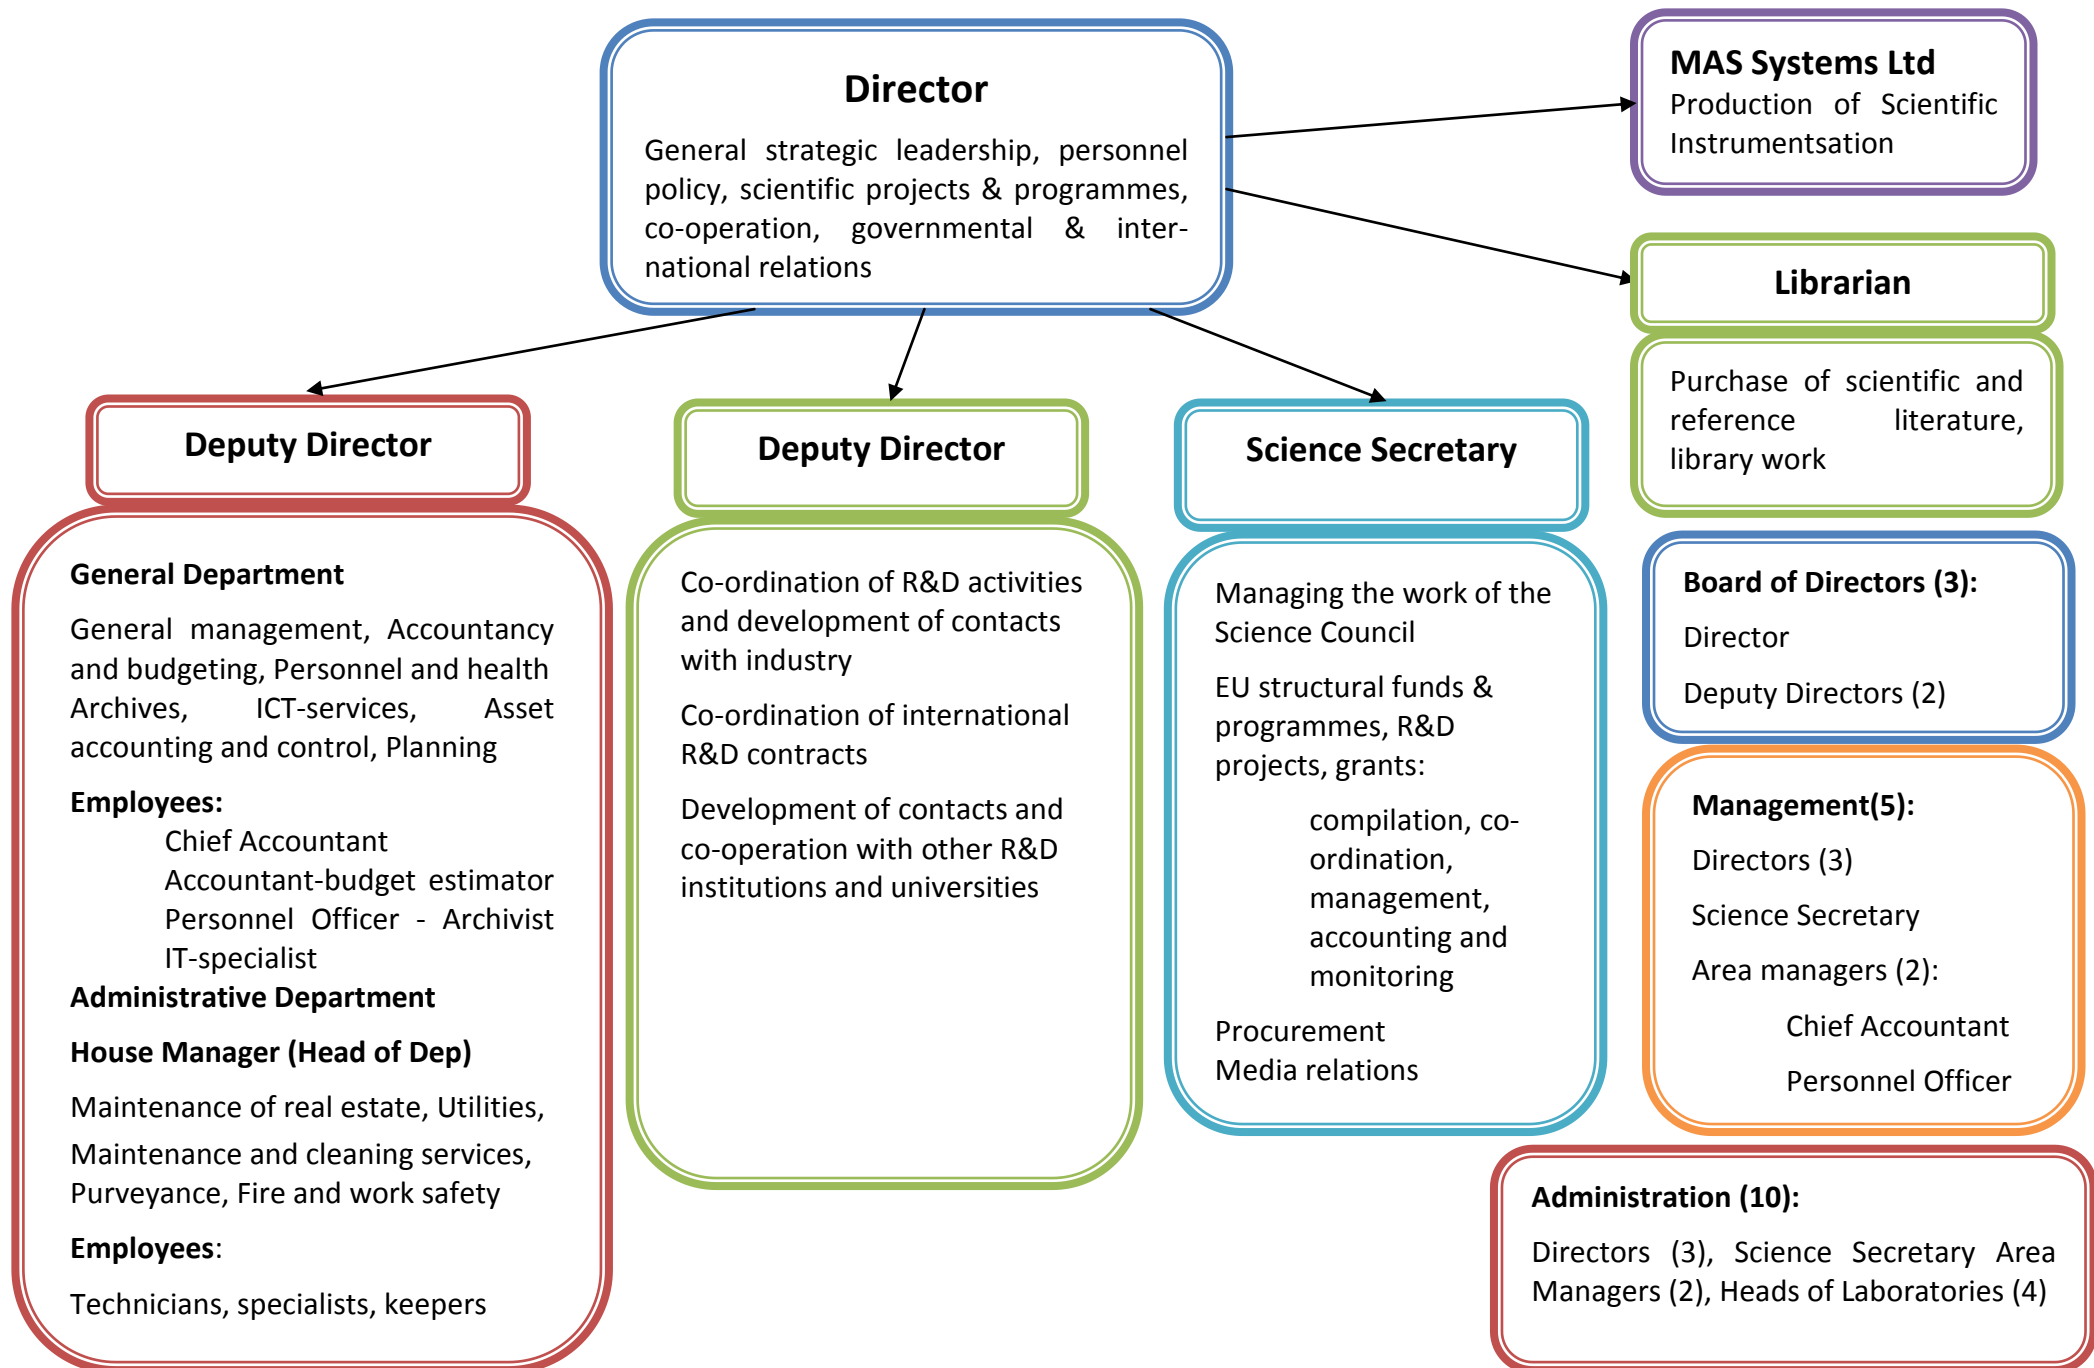 Director
General strategic leadership, personnel
policy, scientific projects & programmes,
co-operation, governmental & inter-
national relations
MAS Systems Ltd
Production of Scientific
Instrumentsation
Librarian
Purchase of scientific and
reference literature,
library work
Deputy Director
General Department
General management, Accountancy
and budgeting, Personnel and health
Archives, ICT-services, Asset
accounting and control, Planning
Employees:
Chief Accountant
Accountant-budget estimator
Personnel Officer - Archivist
IT-specialist
Administrative Department
House Manager (Head of Dep)
Maintenance of real estate, Utilities,
Maintenance and cleaning services,
Purveyance, Fire and work safety
Employees:
Technicians, specialists, keepers
Deputy Director
Co-ordination of R&D activities
and development of contacts
with industry
Co-ordination of international
R&D contracts
Development of contacts and
co-operation with other R&D
institutions and universities
Science Secretary
Managing the work of the
Science Council
EU structural funds &
programmes, R&D
projects, grants:
compilation, co-
ordination,
management,
accounting and
monitoring
Procurement
Media relations
Board of Directors (3):
Director
Deputy Directors (2)
Management(5):
Directors (3)
Science Secretary
Area managers (2):
Chief Accountant
Personnel Officer
Administration (10):
Directors (3), Science Secretary Area
Managers (2), Heads of Laboratories (4)